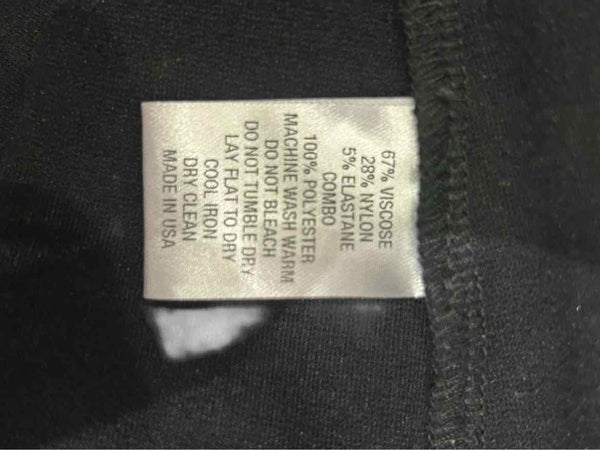 67% VISCOSE
28% NYLON
5% ELASTANE
COMBO
100% POLYESTER
MACHINE WASH WARM
DO NOT BLEACH
DO NOT TUMBLE DRY
LAY FLAT TO DRY
COOL IRON
DRY CLEAN
MADE IN USA